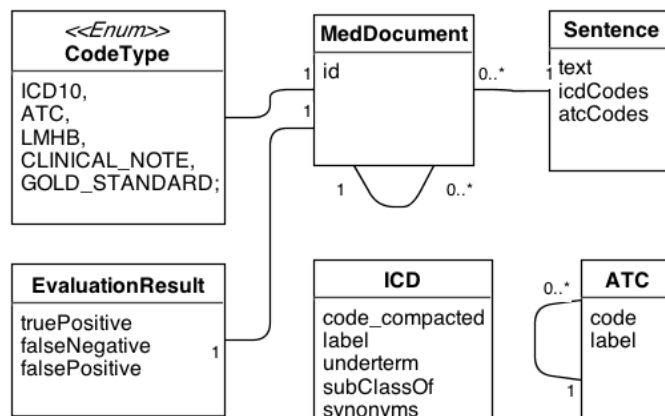 <<Enum>>
CodeType
ICD10,
ATC,
LMHB,
CLINICAL_NOTE,
GOLD_STANDARD;
MedDocument
id
1
1
0..*
1
0..*
Sentence
1
text
icdCodes
atcCodes
EvaluationResult
truePositive
falseNegative
falsePositive
1
ICD
code_compacted
label
underterm
subClassOf
synonyms
ATC
code
label
0..*
1